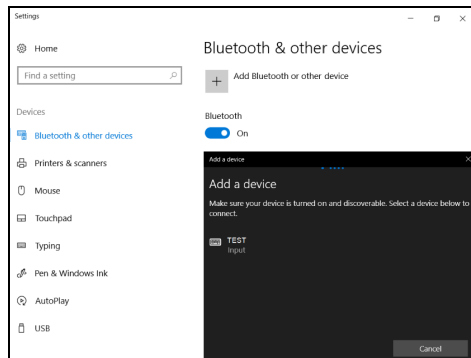 Settings
Home
Find a setting
Devices
Bluetooth & other devices
Printers & scanners
Mouse
Touchpad
Typing
Pen & Windows Ink
AutoPlay
USB
Bluetooth & other devices
Add Bluetooth or other device
Bluetooth
On
Add a device
Add a device
Make sure your device is turned on and discoverable. Select a device below to
connect.
TEST
Input
Cancel